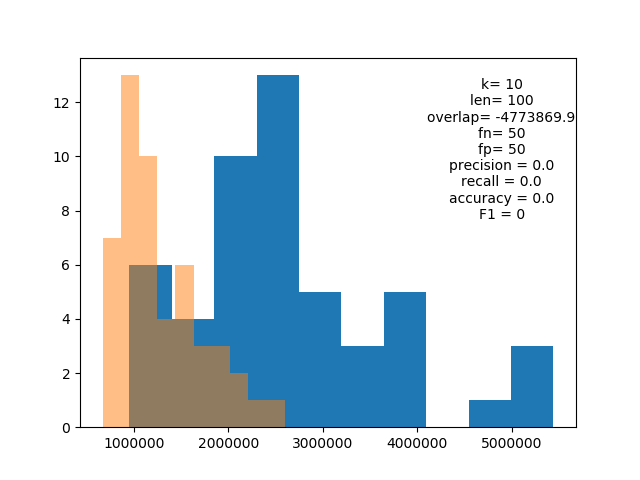 k= 10
len= 100
overlap= -4773869.9
fn= 50
fp= 50
precision = 0.0
recall = 0.0
accuracy = 0.0
F1 = 0
12
10
8
6
4
2
0
1000000 2000000 3000000 4000000 5000000